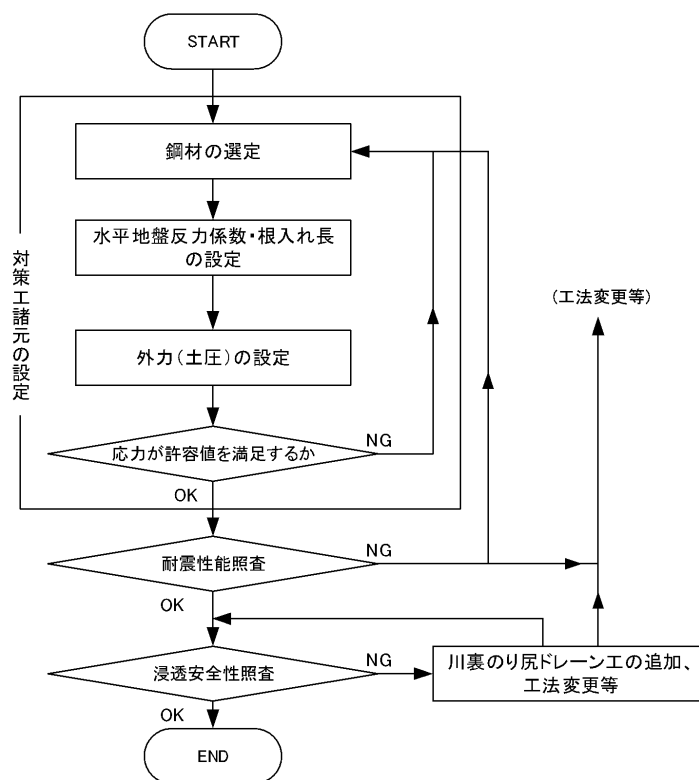 START
鋼材の選定
水平地盤反力係数・根入れ長
の設定
対策工諸元の設定
(工法変更等)
外力(土圧)の設定
応力が許容値を満足するか
NG
OK
耐震性能照査
NG
OK
浸透安全性照査
NG
川裏のり尻ドレーン工の追加、
工法変更等
OK
END